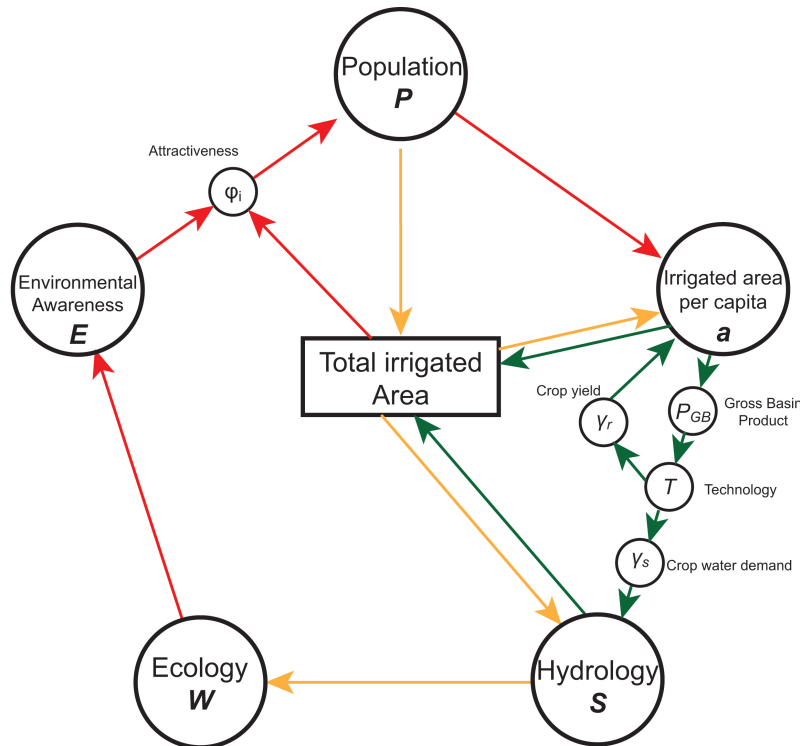 Population
P
Attractiveness
φi
Environmental
Awareness
E
Irrigated area
per capita
a
Total irrigated
Area
Crop yield
γr
PGB
Gross Basin
Product
T
Technology
γs
Crop water demand
Ecology
W
Hydrology
S